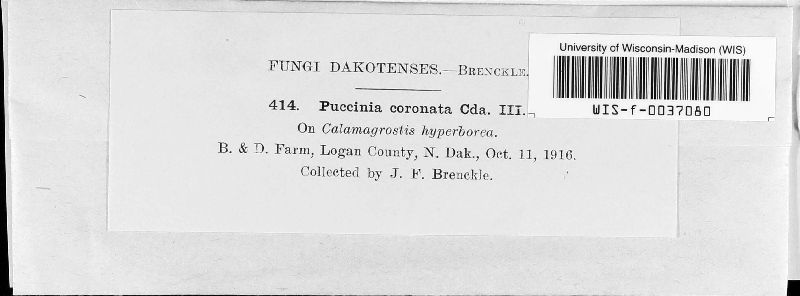 FUNGI DAKOTENSES.—BRENCKLE.
414. Puccinia coronata Cda. III.
On Calamagrostis hyperborea.
B. & D. Farm, Logan County, N. Dak., Oct. 11, 1916.
Collected by J. F. Brenckle.
University of Wisconsin-Madison (WIS)
WIS-f-0037060